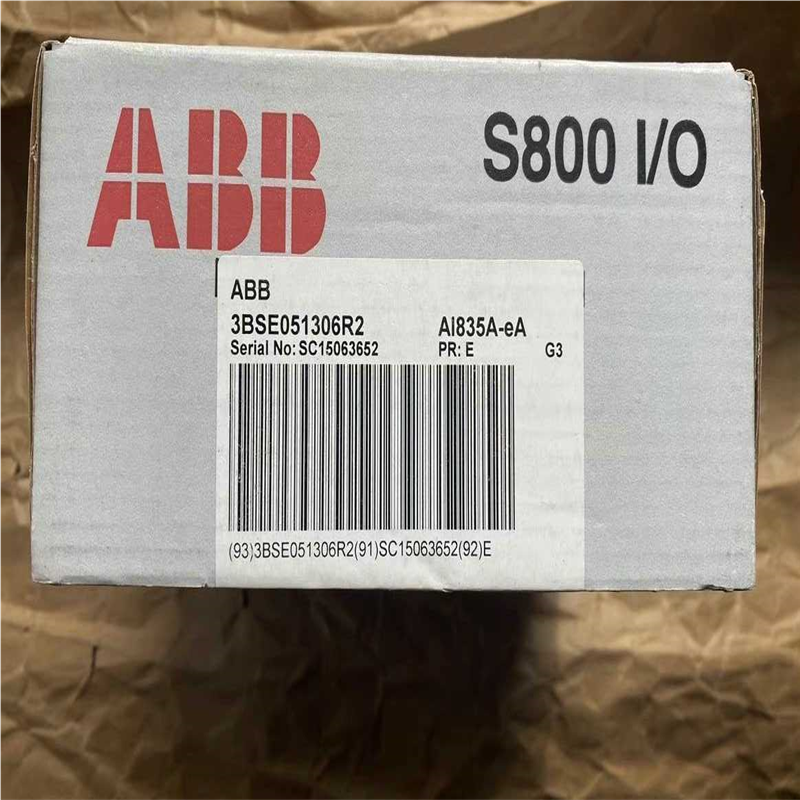 ABB
S800 I/O
ABB
3BSE051306R2 AI835A-eA
Serial No: SC15063652 PR: E G3
(93)3BSE051306R2(91)SC15063652(92)E